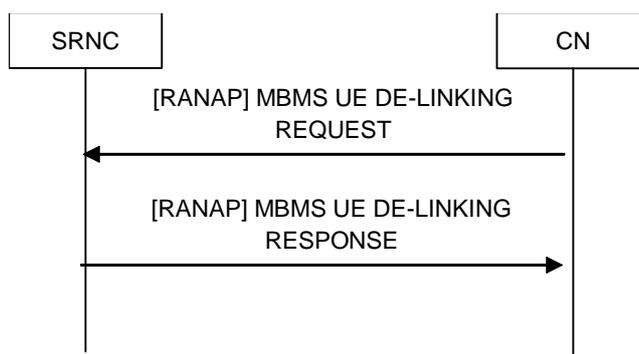 SRNC
CN
[RANAP] MBMS UE DE-LINKING
REQUEST
[RANAP] MBMS UE DE-LINKING
RESPONSE